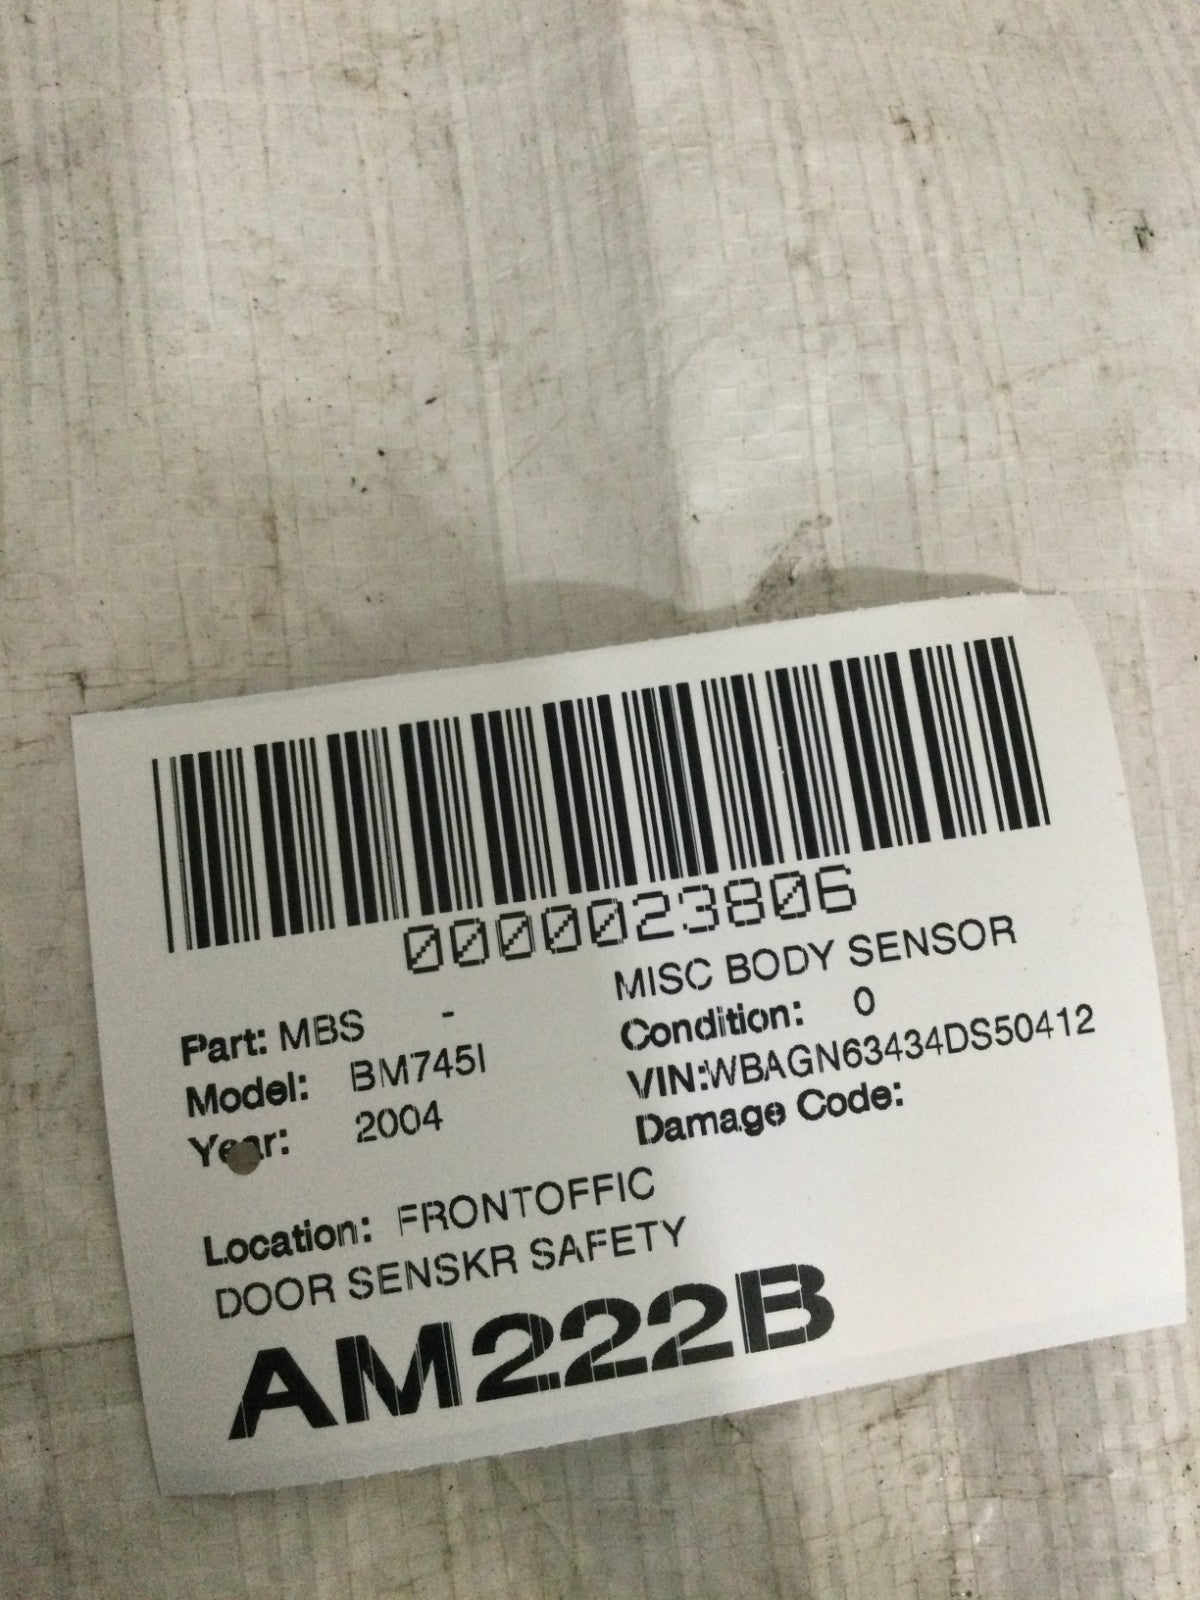 0000023806
MISC BODY SENSOR
Part: MBS -
Condition: 0
Model: BM745I
VIN:WBAGN63434DS50412
Year: 2004
Damage Code:
Location: FRONTOFFIC
DOOR SENSKR SAFETY
AM222B